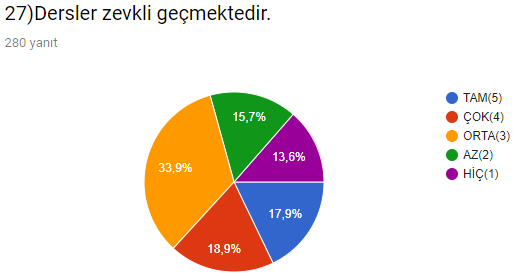 27)Dersler zevkli geçmektedir.
280 yanıt
TAM(5)
ÇOK(4)
ORTA(3)
AZ(2)
HİÇ(1)
15,7%
13,6%
33,9%
17,9%
18,9%